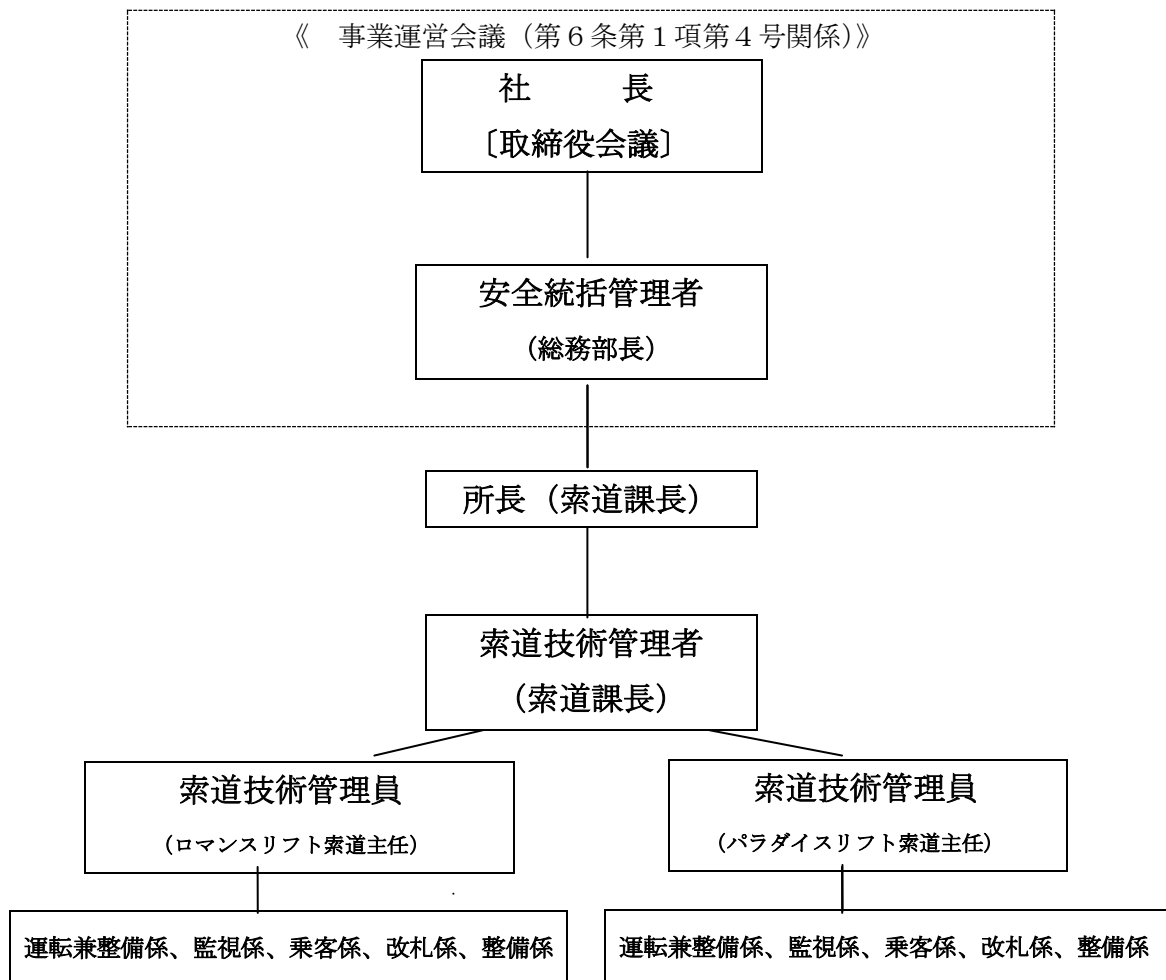 《　事業運営会議（第６条第１項第４号関係）》
社　　　長
〔取締役会議〕
安全統括管理者
（総務部長）
所長（索道課長）
索道技術管理者
（索道課長）
索道技術管理員
（ロマンスリフト索道主任）
索道技術管理員
（パラダイスリフト索道主任）
運転兼整備係、監視係、乗客係、改札係、整備係
運転兼整備係、監視係、乗客係、改札係、整備係